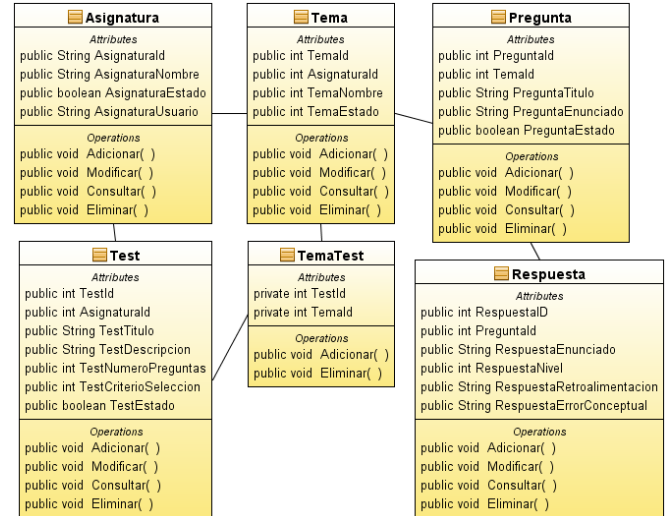 Asignatura
Attributes
public String AsignaturaId
public String AsignaturaNombre
public boolean AsignaturaEstado
public String AsignaturaUsuario
Operations
public void Adicionar( )
public void Modificar( )
public void Consultar( )
public void Eliminar( )
Tema
Attributes
public int TemaId
public int AsignaturaId
public int TemaNombre
public int TemaEstado
Operations
public void Adicionar( )
public void Modificar( )
public void Consultar( )
public void Eliminar( )
Pregunta
Attributes
public int PreguntaId
public int TemaId
public String PreguntaTitulo
public String PreguntaEnunciado
public boolean PreguntaEstado
Operations
public void Adicionar( )
public void Modificar( )
public void Consultar( )
public void Eliminar( )
Test
Attributes
public int TestId
public int AsignaturaId
public String TestTitulo
public String TestDescripcion
public int TestNumeroPreguntas
public int TestCriterioSeleccion
public boolean TestEstado
Operations
public void Adicionar( )
public void Modificar( )
public void Consultar( )
public void Eliminar( )
TemaTest
Attributes
private int TestId
private int TemaId
Operations
public void Adicionar( )
public void Eliminar( )
Respuesta
Attributes
public int RespuestaID
public int PreguntaId
public String RespuestaEnunciado
public int RespuestaNivel
public String RespuestaRetroalimentacion
public String RespuestaErrorConceptual
Operations
public void Adicionar( )
public void Modificar( )
public void Consultar( )
public void Eliminar( )